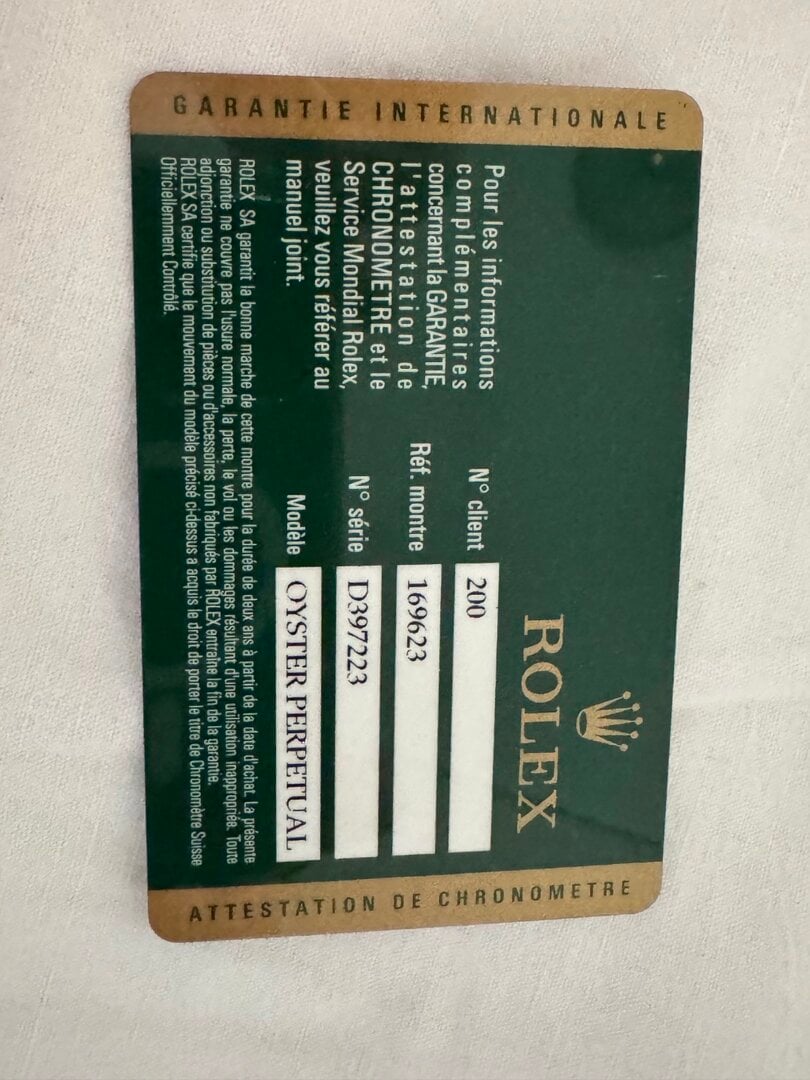 GARANTIE INTERNATIONALE
ROLEX
Pour les informations
complémentaires
concernant la GARANTIE,
l'attestation de
CHRONOMETRE et le
Service Mondial Rolex,
veuillez vous référer au
manuel joint.
N° client 200
Réf. montre 169623
N° série D397223
Modèle OYSTER PERPETUAL
ROLEX SA garantit la bonne marche de cette montre pour la durée de deux ans à partir de la date d'achat. La présente
garantie ne couvre pas l'usure normale, la perte, le vol ou les dommages résultant d'une utilisation inappropriée. Toute
adjonction ou substitution de pièces ou d'accessoires non fabriqués par ROLEX entraîne la fin de la garantie.
ROLEX SA certifie que le mouvement du modèle précisé ci-dessus a acquis le droit de porter le titre de Chronomètre Suisse
Officiellement Contrôlé.
ATTESTATION DE CHRONOMETRE